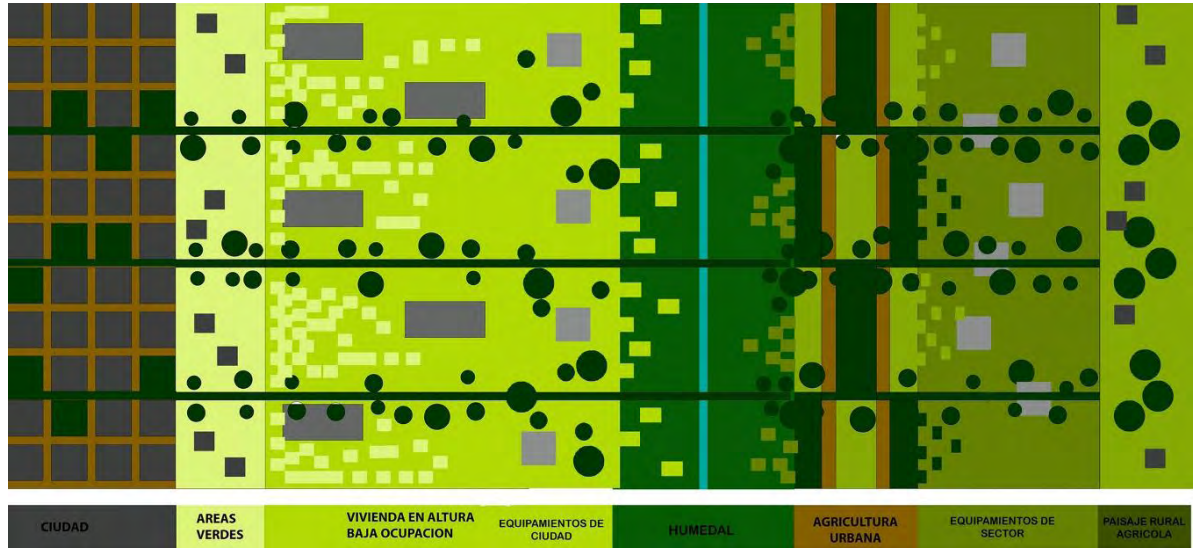 CIUDAD
AREAS
VERDES
VIVIENDA EN ALTURA
BAJA OCUPACION
EQUIPAMIENTOS DE
CIUDAD
HUMEDAL
AGRICULTURA
URBANA
EQUIPAMIENTOS DE
SECTOR
PAISAJE RURAL
AGRICOLA